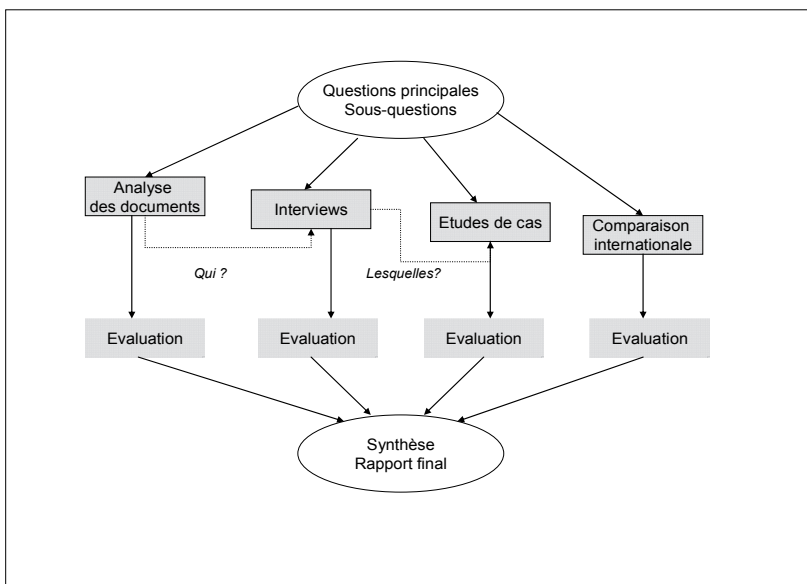 Questions principales
Sous-questions
Analyse
des documents
Interviews
Etudes de cas
Comparaison
internationale
Qui ?
Lesquelles?
Evaluation
Evaluation
Evaluation
Evaluation
Synthèse
Rapport final